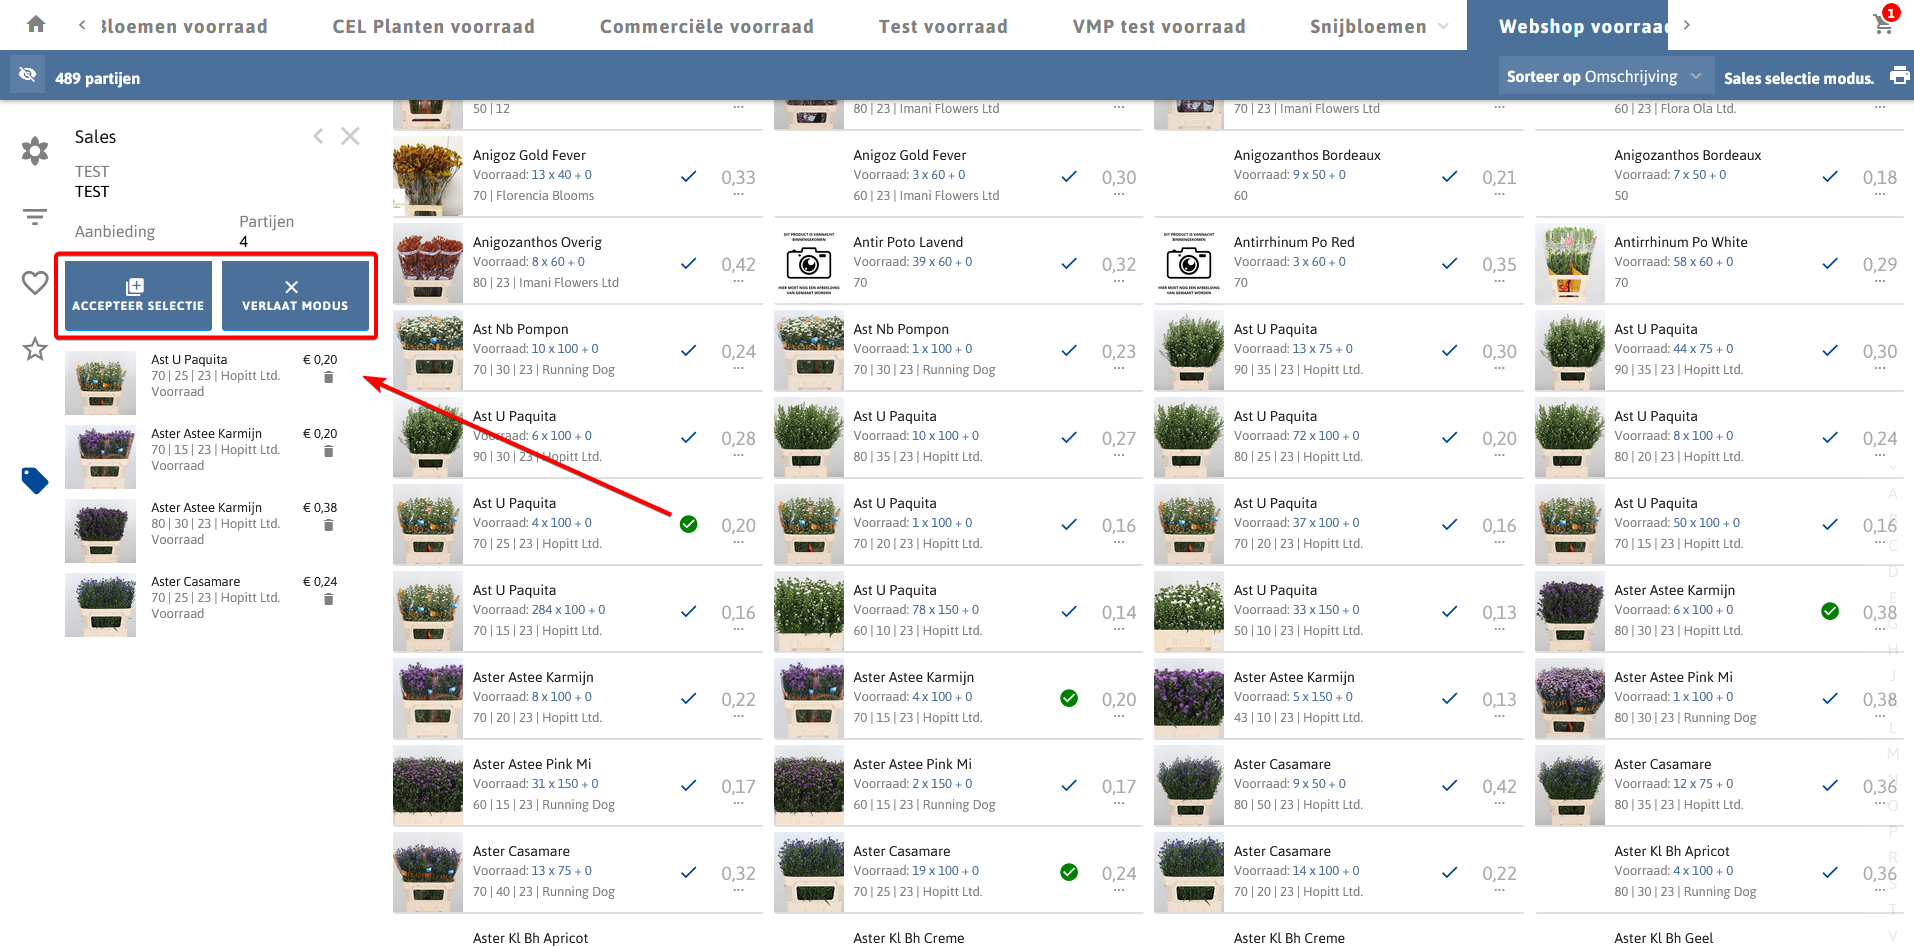 Bloemen voorraad
CEL Planten voorraad
Commerciële voorraad
Test voorraad
VMP test voorraad
Snijbloemen
Webshop voorraad
1
489 partijen
Sorteer op Omschrijving
Sales selectie modus.
Sales
TEST
TEST
Aanbieding
Partijen
4
ACCEPTEER SELECTIE
VERLAAT MODUS
Ast U Paquita
€ 0,20
70 | 25 | 23 | Hopitt Ltd.
Voorraad
Aster Astee Karmijn
€ 0,20
70 | 15 | 23 | Hopitt Ltd.
Voorraad
Aster Astee Karmijn
€ 0,38
80 | 30 | 23 | Hopitt Ltd.
Voorraad
Aster Casamare
€ 0,24
70 | 25 | 23 | Hopitt Ltd.
Voorraad
50 | 12
...
80 | 23 | Imani Flowers Ltd
...
70 | 23 | Imani Flowers Ltd
...
60 | 23 | Flora Ola Ltd.
...
Anigoz Gold Fever
Voorraad: 13 x 40 + 0
0,33
70 | Florencia Blooms
...
Anigoz Gold Fever
Voorraad: 3 x 60 + 0
0,30
60 | 23 | Imani Flowers Ltd
...
Anigozanthos Bordeaux
Voorraad: 9 x 50 + 0
0,21
60
...
Anigozanthos Bordeaux
Voorraad: 7 x 50 + 0
0,18
50
...
Anigozanthos Overig
Voorraad: 8 x 60 + 0
0,42
80 | 23 | Imani Flowers Ltd
...
DIT PRODUCT IS VANNACHT
BINNENGEKOMEN
HIER MOET NOG EEN AFBEELDING
VAN GEMAAKT WORDEN
Antir Poto Lavend
Voorraad: 39 x 60 + 0
0,32
70
...
DIT PRODUCT IS VANNACHT
BINNENGEKOMEN
HIER MOET NOG EEN AFBEELDING
VAN GEMAAKT WORDEN
Antirrhinum Po Red
Voorraad: 3 x 60 + 0
0,35
70
...
Antirrhinum Po White
Voorraad: 58 x 60 + 0
0,29
70
...
Ast Nb Pompon
Voorraad: 10 x 100 + 0
0,24
70 | 30 | 23 | Running Dog
...
Ast Nb Pompon
Voorraad: 1 x 100 + 0
0,23
70 | 30 | 23 | Running Dog
...
Ast U Paquita
Voorraad: 13 x 75 + 0
0,30
90 | 35 | 23 | Hopitt Ltd.
...
Ast U Paquita
Voorraad: 44 x 75 + 0
0,30
90 | 35 | 23 | Hopitt Ltd.
...
Ast U Paquita
Voorraad: 6 x 100 + 0
0,28
90 | 30 | 23 | Hopitt Ltd.
...
Ast U Paquita
Voorraad: 10 x 100 + 0
0,27
80 | 35 | 23 | Hopitt Ltd.
...
Ast U Paquita
Voorraad: 72 x 100 + 0
0,20
80 | 25 | 23 | Hopitt Ltd.
...
Ast U Paquita
Voorraad: 8 x 100 + 0
0,24
80 | 20 | 23 | Hopitt Ltd.
...
Ast U Paquita
Voorraad: 4 x 100 + 0
0,20
70 | 25 | 23 | Hopitt Ltd.
...
Ast U Paquita
Voorraad: 1 x 100 + 0
0,16
70 | 20 | 23 | Hopitt Ltd.
...
Ast U Paquita
Voorraad: 37 x 100 + 0
0,16
70 | 20 | 23 | Hopitt Ltd.
...
Ast U Paquita
Voorraad: 50 x 100 + 0
0,16
70 | 15 | 23 | Hopitt Ltd.
...
Ast U Paquita
Voorraad: 284 x 100 + 0
0,16
70 | 15 | 23 | Hopitt Ltd.
...
Ast U Paquita
Voorraad: 78 x 150 + 0
0,14
60 | 10 | 23 | Hopitt Ltd.
...
Ast U Paquita
Voorraad: 33 x 150 + 0
0,13
50 | 10 | 23 | Hopitt Ltd.
...
Aster Astee Karmijn
Voorraad: 6 x 100 + 0
0,38
80 | 30 | 23 | Hopitt Ltd.
...
Aster Astee Karmijn
Voorraad: 8 x 100 + 0
0,22
70 | 20 | 23 | Hopitt Ltd.
...
Aster Astee Karmijn
Voorraad: 4 x 100 + 0
0,20
70 | 15 | 23 | Hopitt Ltd.
...
Aster Astee Karmijn
Voorraad: 5 x 150 + 0
0,13
43 | 10 | 23 | Hopitt Ltd.
...
Aster Astee Pink Mi
Voorraad: 1 x 100 + 0
0,38
80 | 30 | 23 | Running Dog
...
Aster Astee Pink Mi
Voorraad: 31 x 150 + 0
0,17
60 | 15 | 23 | Running Dog
...
Aster Astee Pink Mi
Voorraad: 2 x 150 + 0
0,17
60 | 15 | 23 | Running Dog
...
Aster Casamare
Voorraad: 9 x 50 + 0
0,42
80 | 50 | 23 | Hopitt Ltd.
...
Aster Casamare
Voorraad: 12 x 75 + 0
0,36
80 | 35 | 23 | Hopitt Ltd.
...
Aster Casamare
Voorraad: 13 x 75 + 0
0,32
70 | 40 | 23 | Running Dog
...
Aster Casamare
Voorraad: 19 x 100 + 0
0,24
70 | 25 | 23 | Hopitt Ltd.
...
Aster Casamare
Voorraad: 14 x 100 + 0
0,22
70 | 20 | 23 | Hopitt Ltd.
...
Aster Kl Bh Apricot
Voorraad: 4 x 100 + 0
0,36
80 | 30 | 23 | Running Dog
...
Aster Kl Bh Apricot
Aster Kl Bh Creme
Aster Kl Bh Creme
Aster Kl Bh Geel
A
C
D
E
G
H
J
L
M
N
O
P
R
S
T
V